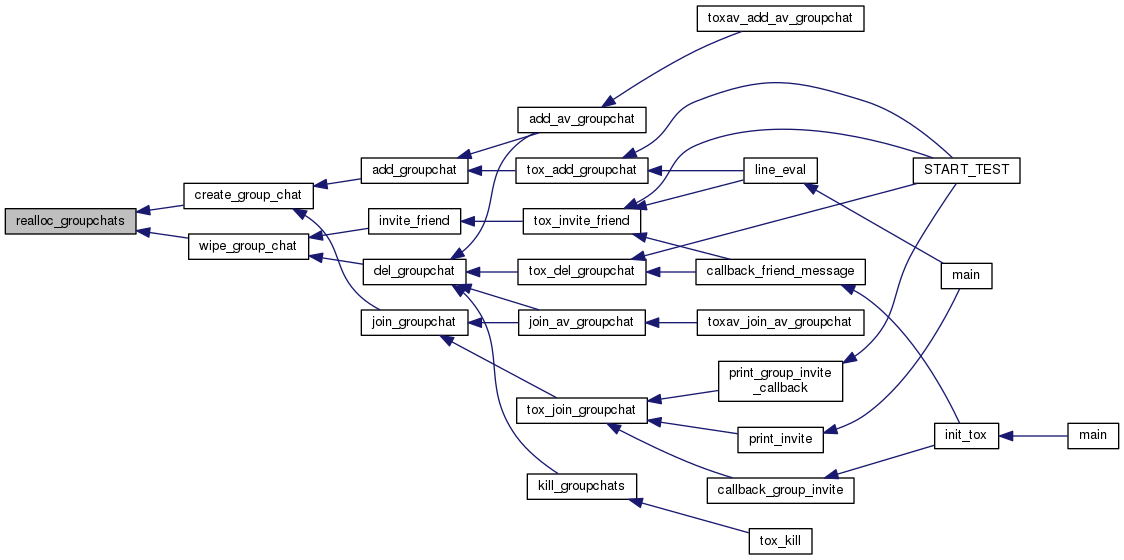 toxav_add_av_groupchat
add_av_groupchat
add_groupchat
tox_add_groupchat
line_eval
START_TEST
create_group_chat
realloc_groupchats
invite_friend
tox_invite_friend
wipe_group_chat
del_groupchat
tox_del_groupchat
callback_friend_message
main
join_groupchat
join_av_groupchat
toxav_join_av_groupchat
print_group_invite
_callback
tox_join_groupchat
print_invite
init_tox
main
kill_groupchats
callback_group_invite
tox_kill